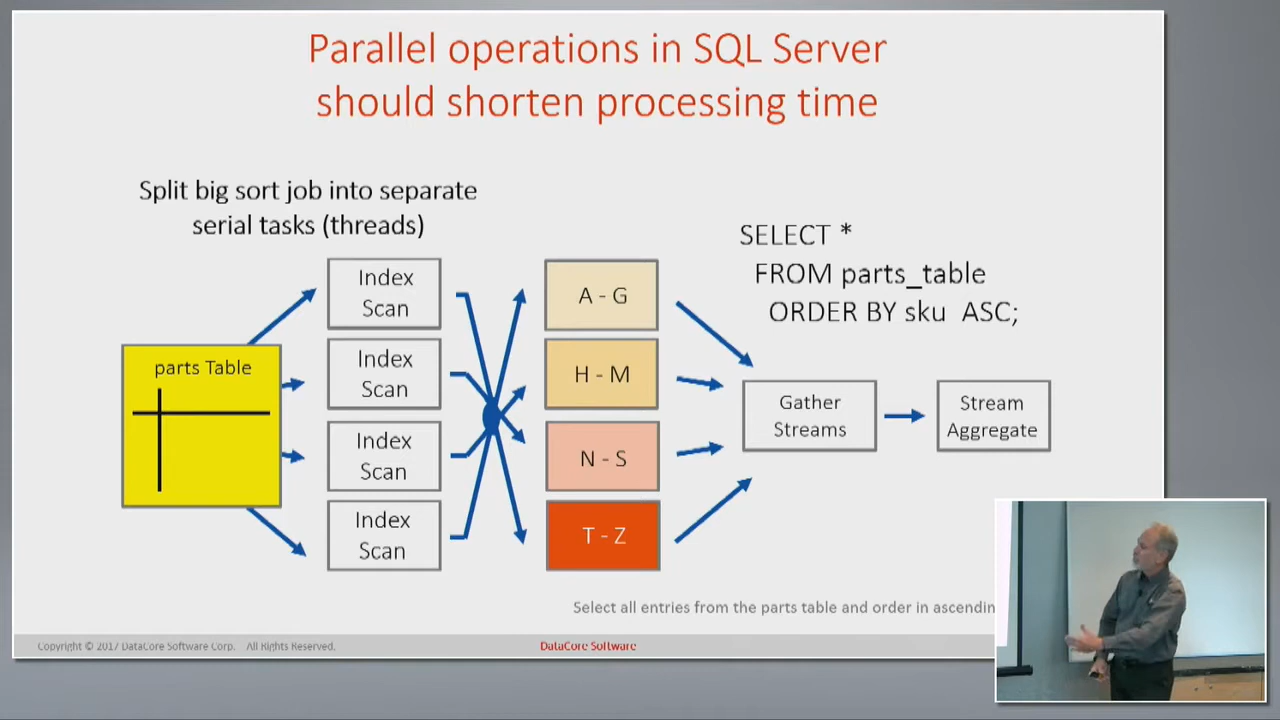 Parallel operations in SQL Server
should shorten processing time
Split big sort job into separate
serial tasks (threads)
SELECT *
FROM parts_table
ORDER BY sku ASC;
parts Table
Index
Scan
Index
Scan
Index
Scan
Index
Scan
A - G
H - M
N - S
T - Z
Gather
Streams
Stream
Aggregate
Select all entries from the parts table and order in
Copyright © 2017 DataCore Software Corp. All Rights Reserved.
DataCore Software